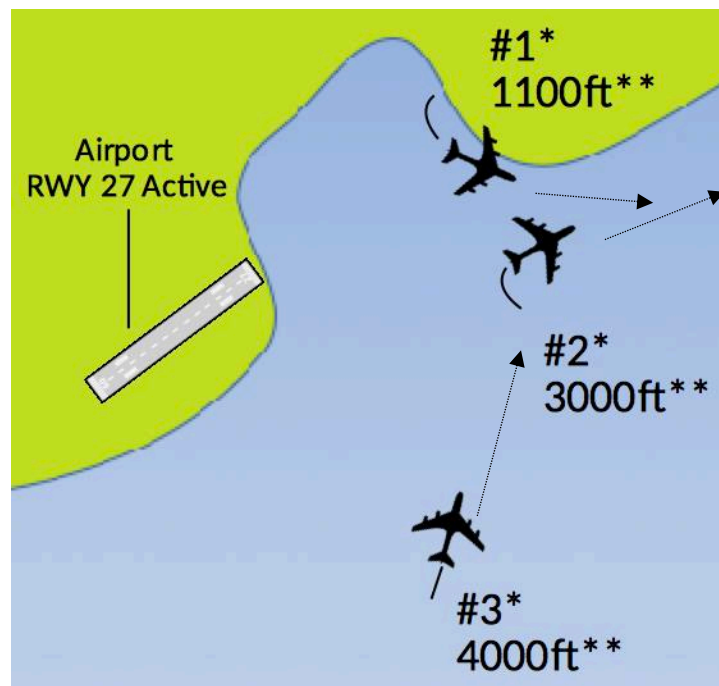 #1*
1100ft**
Airport
RWY 27 Active
#2*
3000ft**
#3*
4000ft**